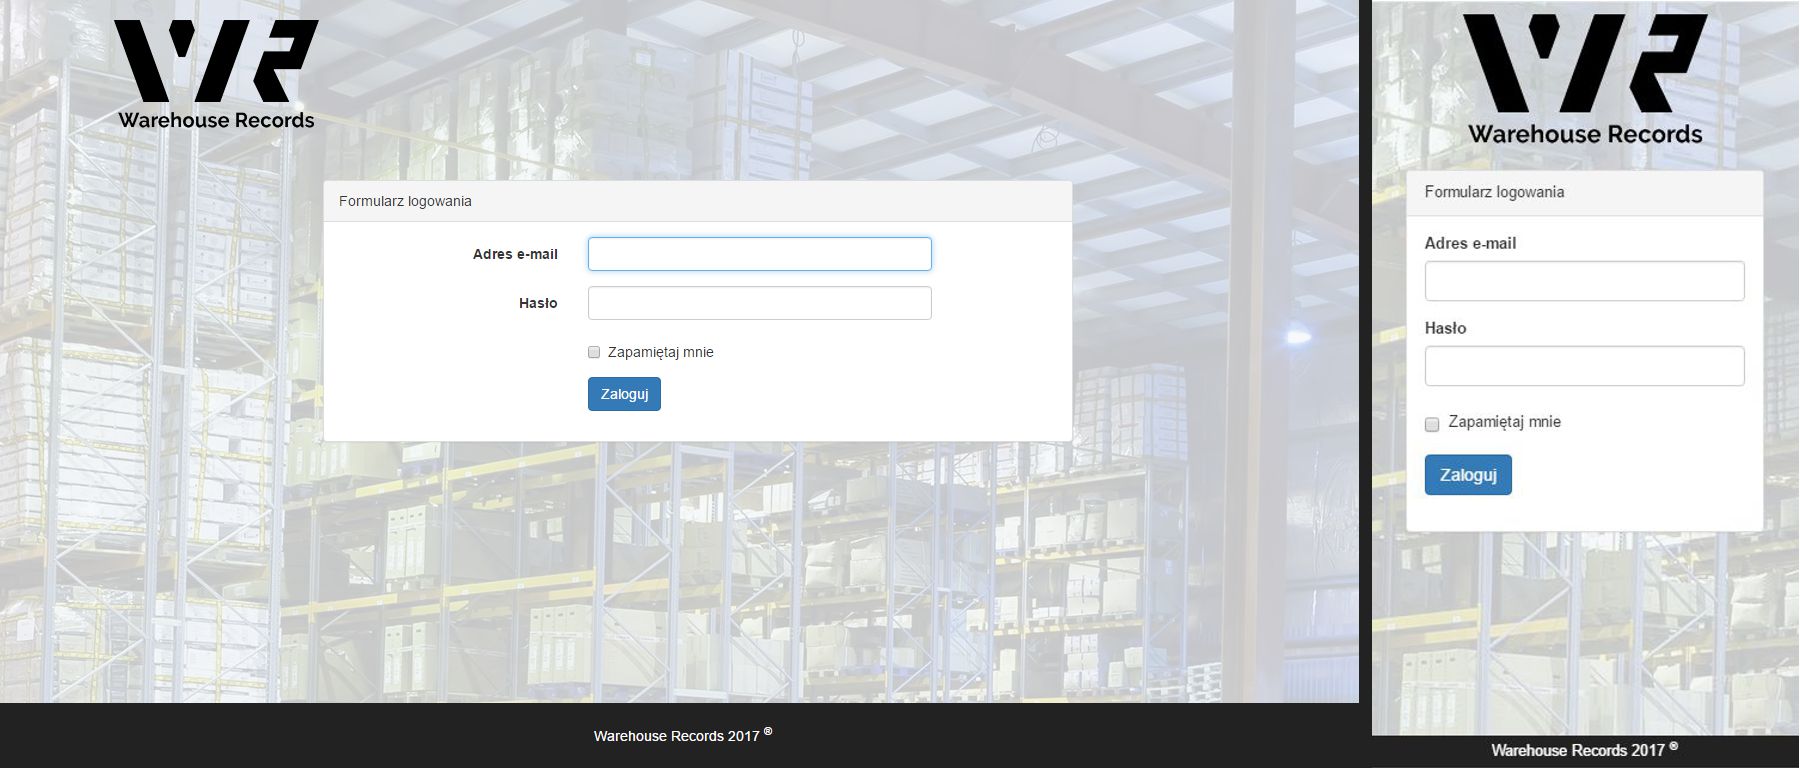 WR
Warehouse Records
Formularz logowania
Adres e-mail
Hasło
Zapamiętaj mnie
Zaloguj
Warehouse Records 2017 ®
WR
Warehouse Records
Formularz logowania
Adres e-mail
Hasło
Zapamiętaj mnie
Zaloguj
Warehouse Records 2017 ®